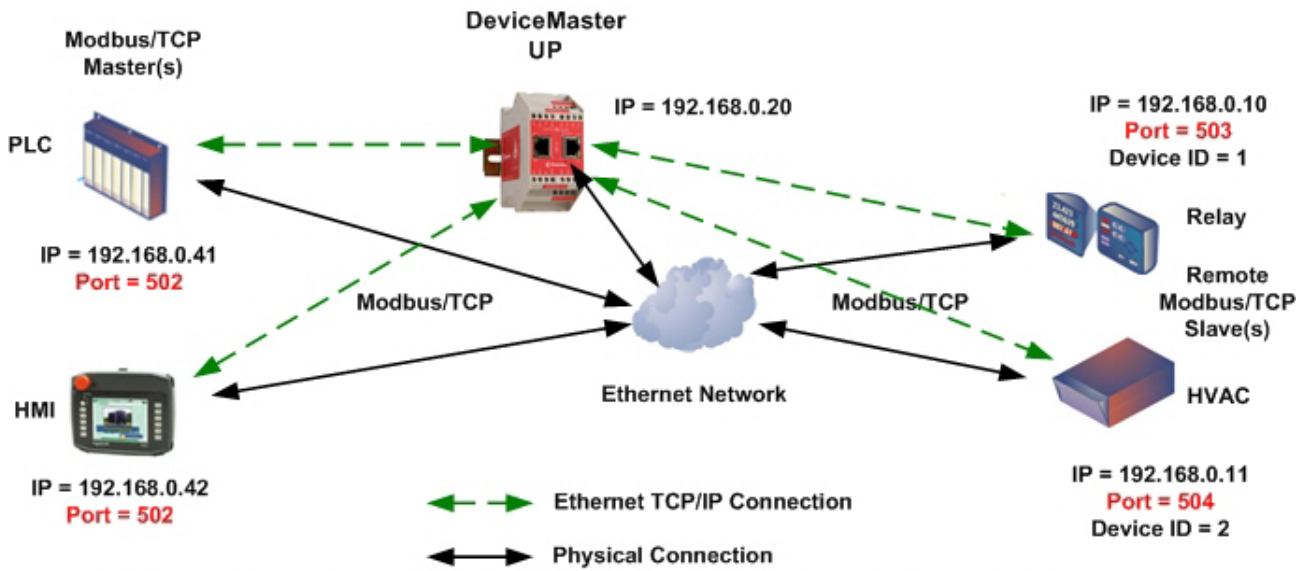 DeviceMaster
UP
Modbus/TCP
Master(s)
IP = 192.168.0.20
PLC
IP = 192.168.0.41
Port = 502
IP = 192.168.0.10
Port = 503
Device ID = 1
Relay
Remote
Modbus/TCP
Slave(s)
Modbus/TCP
Modbus/TCP
Ethernet Network
HMI
IP = 192.168.0.42
Port = 502
HVAC
IP = 192.168.0.11
Port = 504
Device ID = 2
Ethernet TCP/IP Connection
Physical Connection